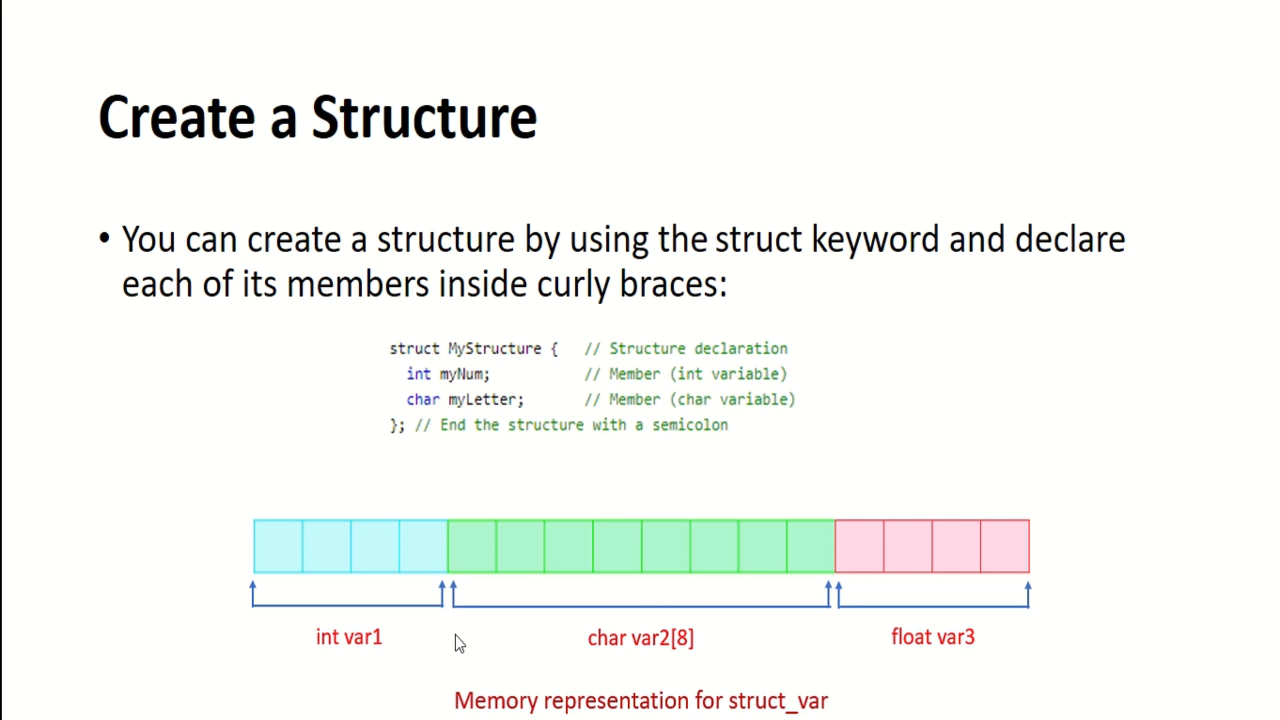 Create a Structure
• You can create a structure by using the struct keyword and declare
each of its members inside curly braces:
struct MyStructure {   // Structure declaration
  int myNum;           // Member (int variable)
  char myLetter;       // Member (char variable)
}; // End the structure with a semicolon
int var1 char var2[8] float var3
Memory representation for struct_var